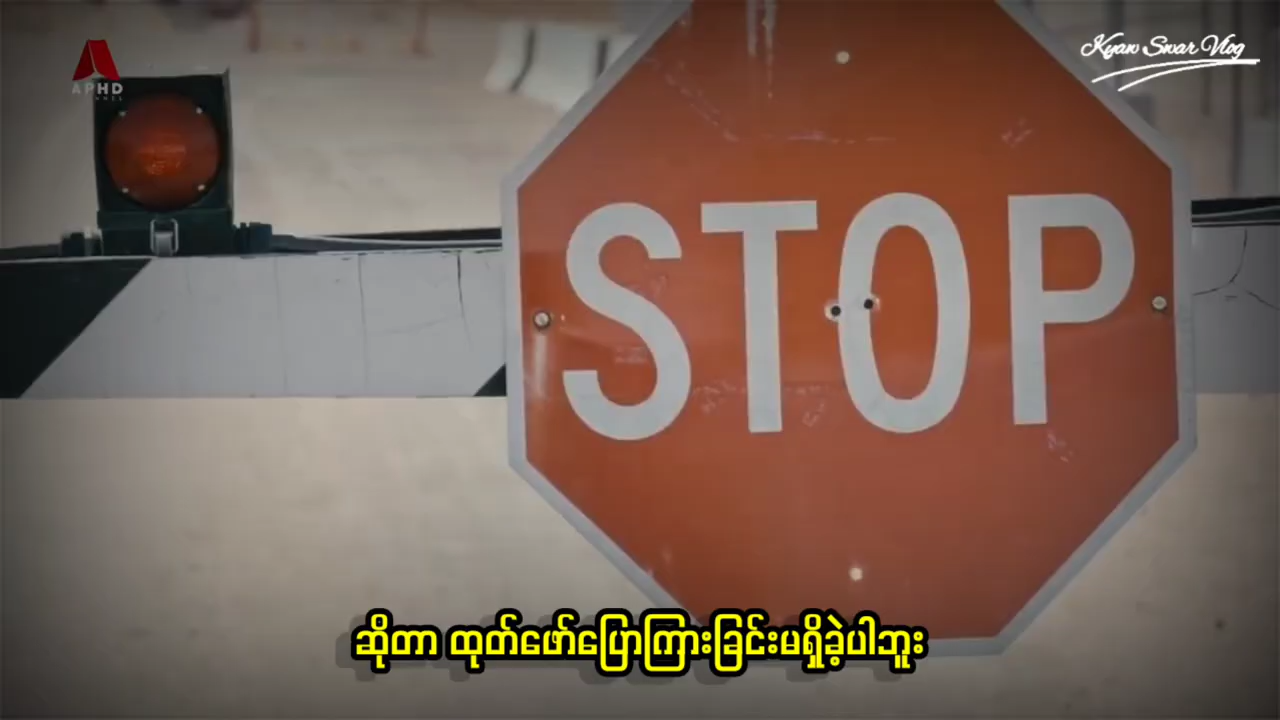 Kyaw Swar Vlog
APHD
STOP
ဆိုတာ ထုတ်ဖော်ပြောကြားခြင်းမရှိခဲ့ပါဘူး